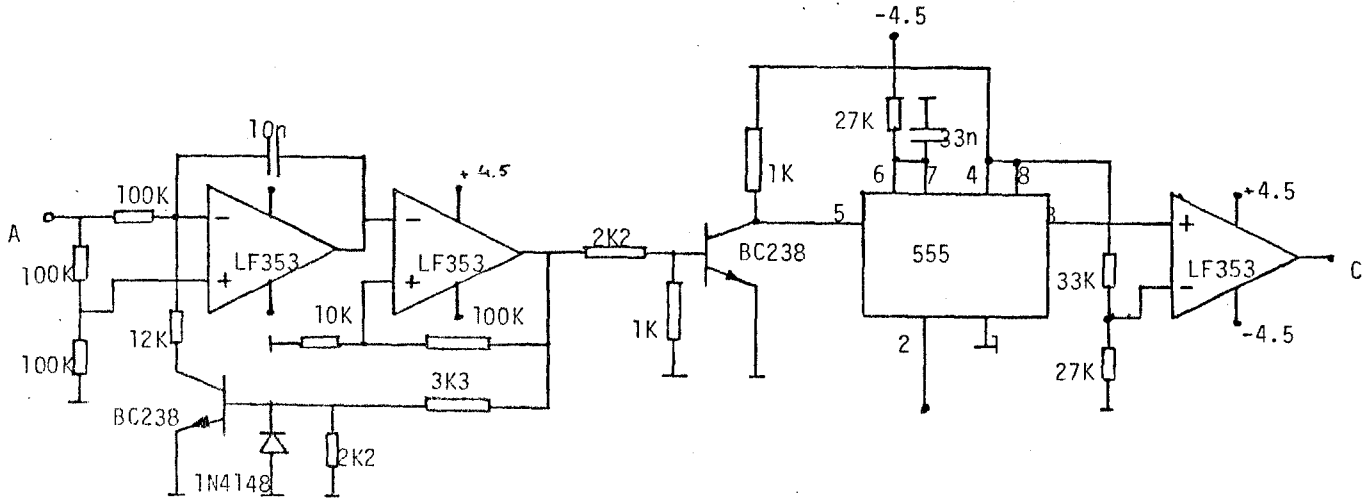 -4.5
10n
27K
33n
+4.5
1K
6
7
4
8
100K
-
-
A
5
3
+
+4.5
2K2
BC238
555
LF353
LF353
LF353
C
100K
+
+
10K
100K
1K
33K
-
-4.5
12K
2
1
100K
3K3
27K
BC238
1N4148
2K2